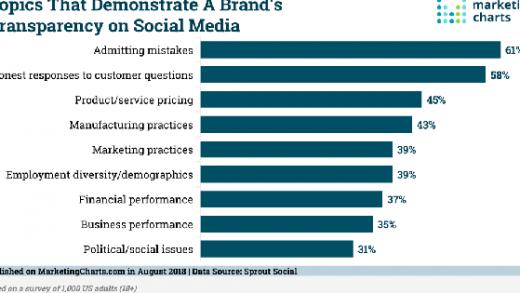 opics That Demonstrate A Brand's
ransparency on Social Media
marketing
charts
Admitting mistakes 61%
onest responses to customer questions 58%
Product/service pricing 45%
Manufacturing practices 43%
Marketing practices 39%
Employment diversity/demographics 39%
Financial performance 37%
Business performance 35%
Political/social issues 31%
lished on MarketingCharts.com in August 2018 | Data Source: Sprout Social
ed on a survey of 1,000 US adults (18+)